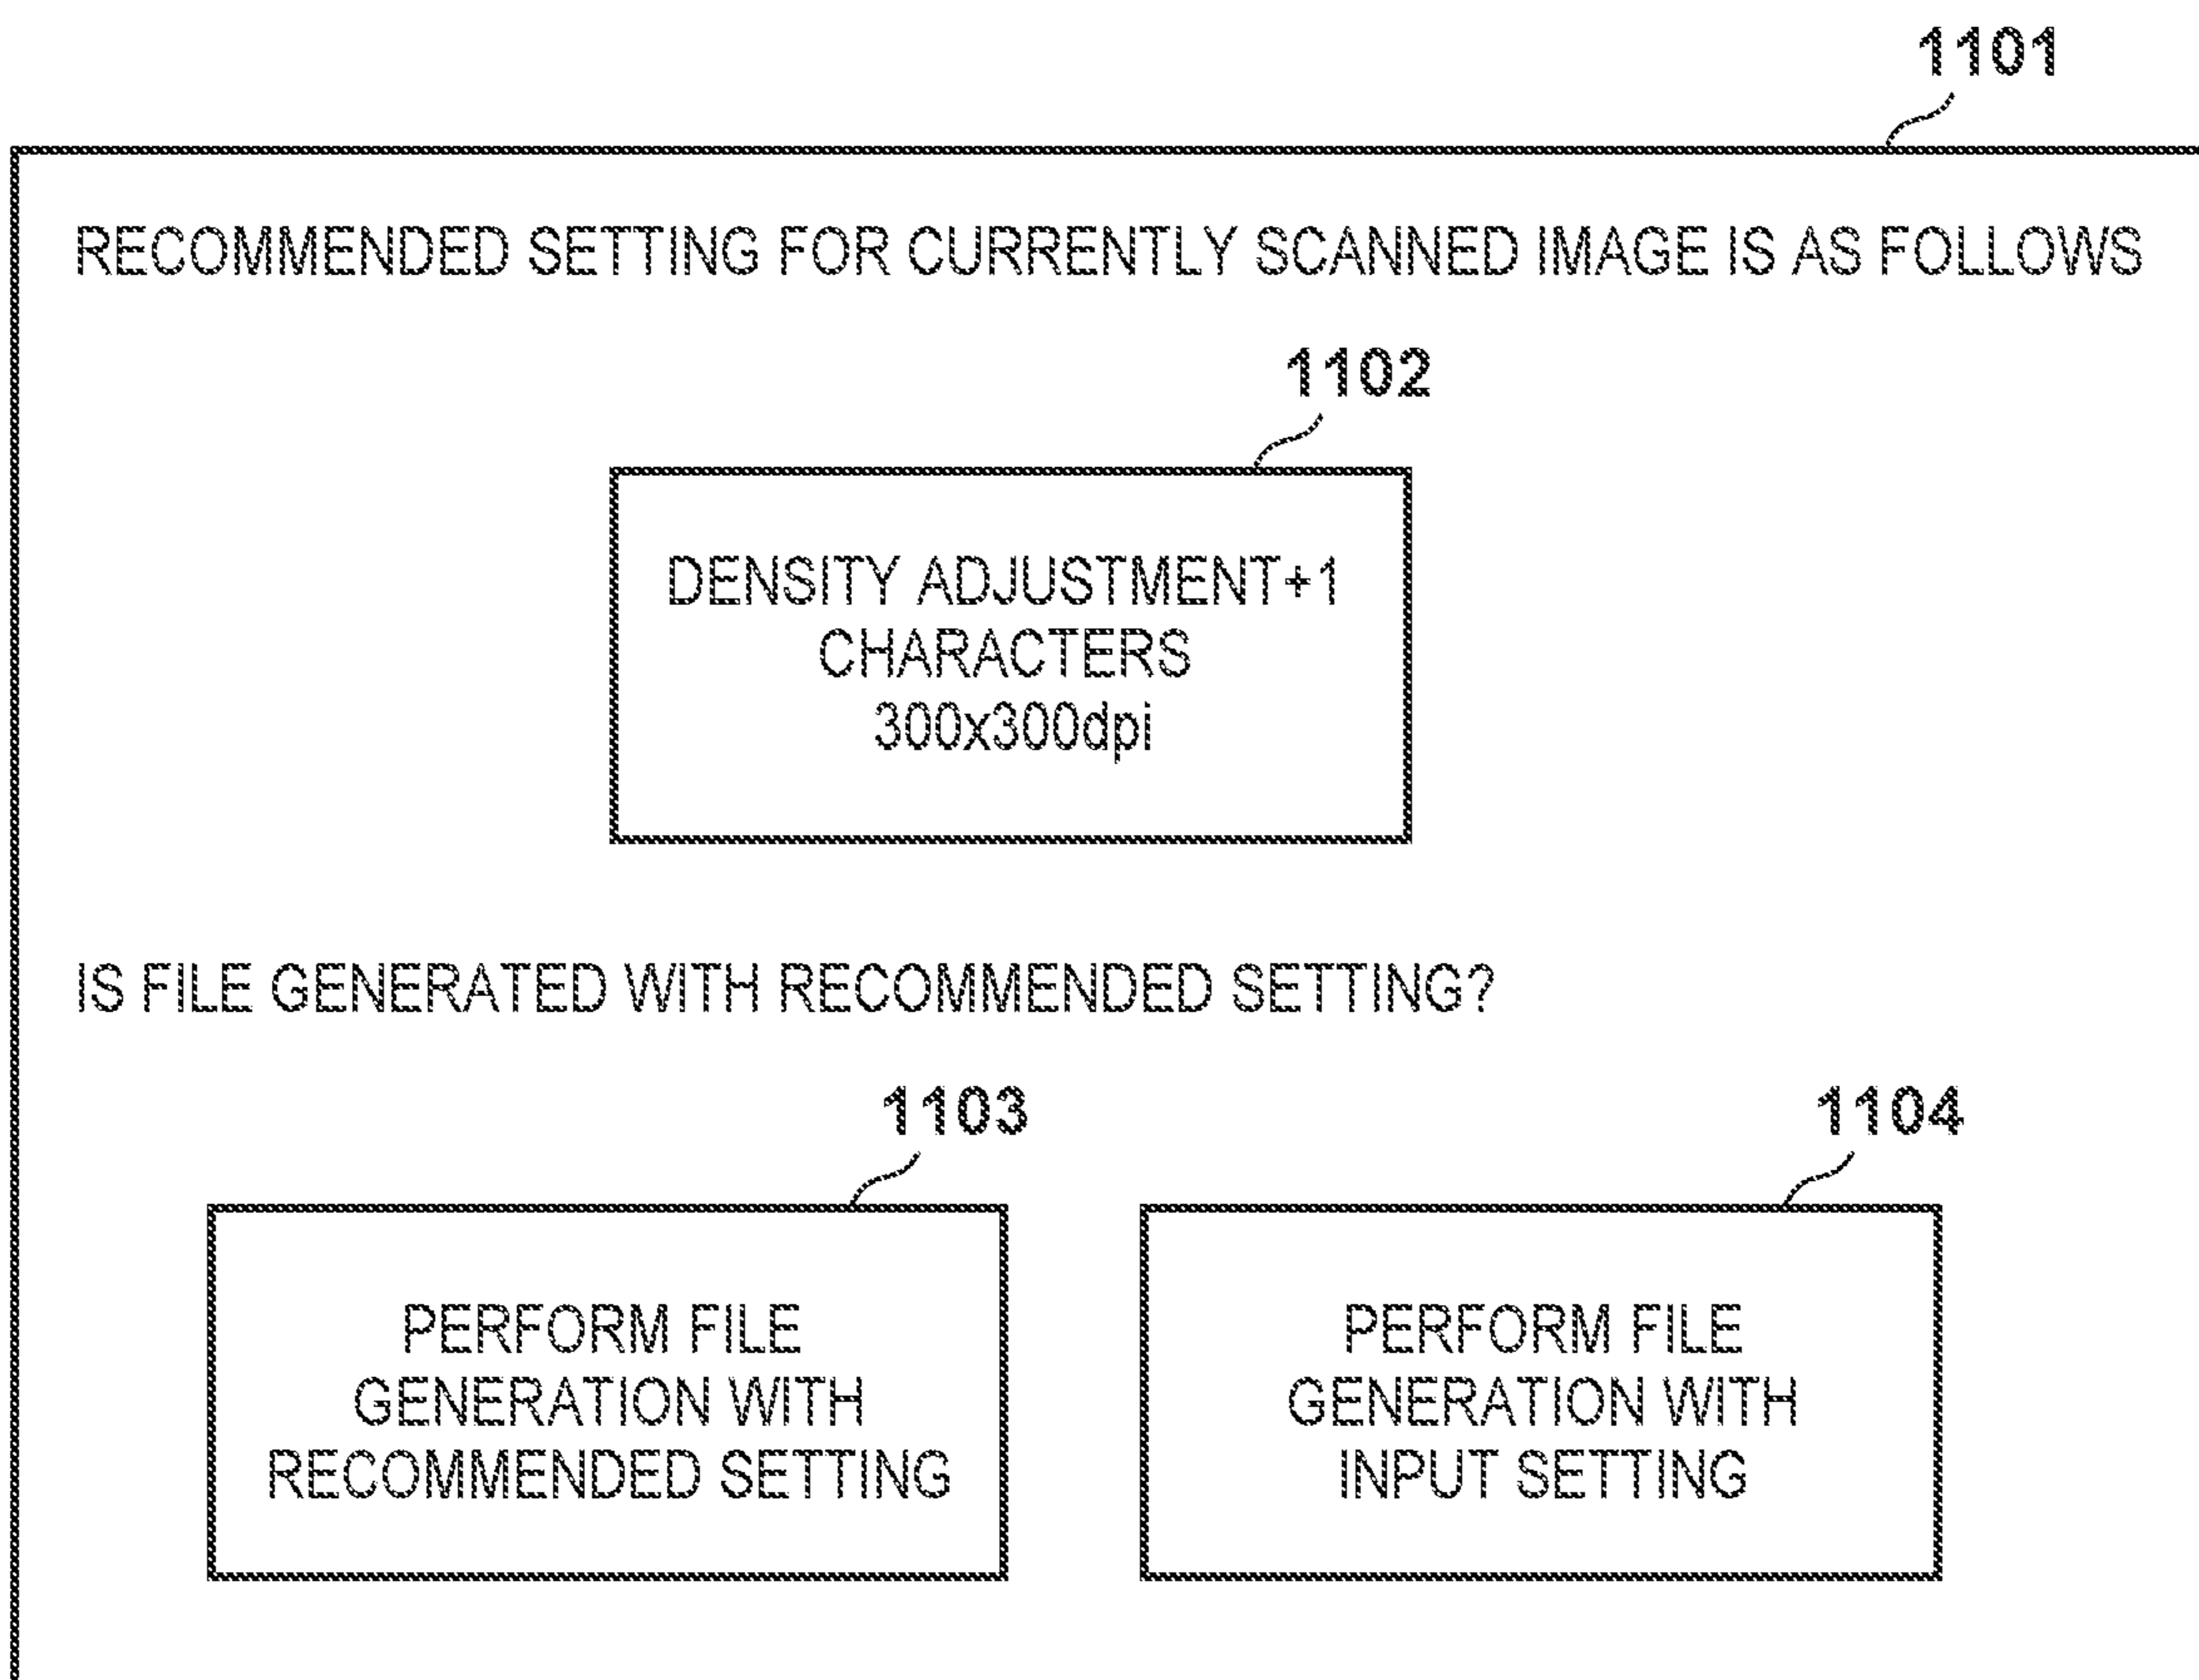 1101
RECOMMENDED SETTING FOR CURRENTLY SCANNED IMAGE IS AS FOLLOWS
1102
DENSITY ADJUSTMENT+1
CHARACTERS
300x300dpi
IS FILE GENERATED WITH RECOMMENDED SETTING?
1103
PERFORM FILE
GENERATION WITH
RECOMMENDED SETTING
1104
PERFORM FILE
GENERATION WITH
INPUT SETTING